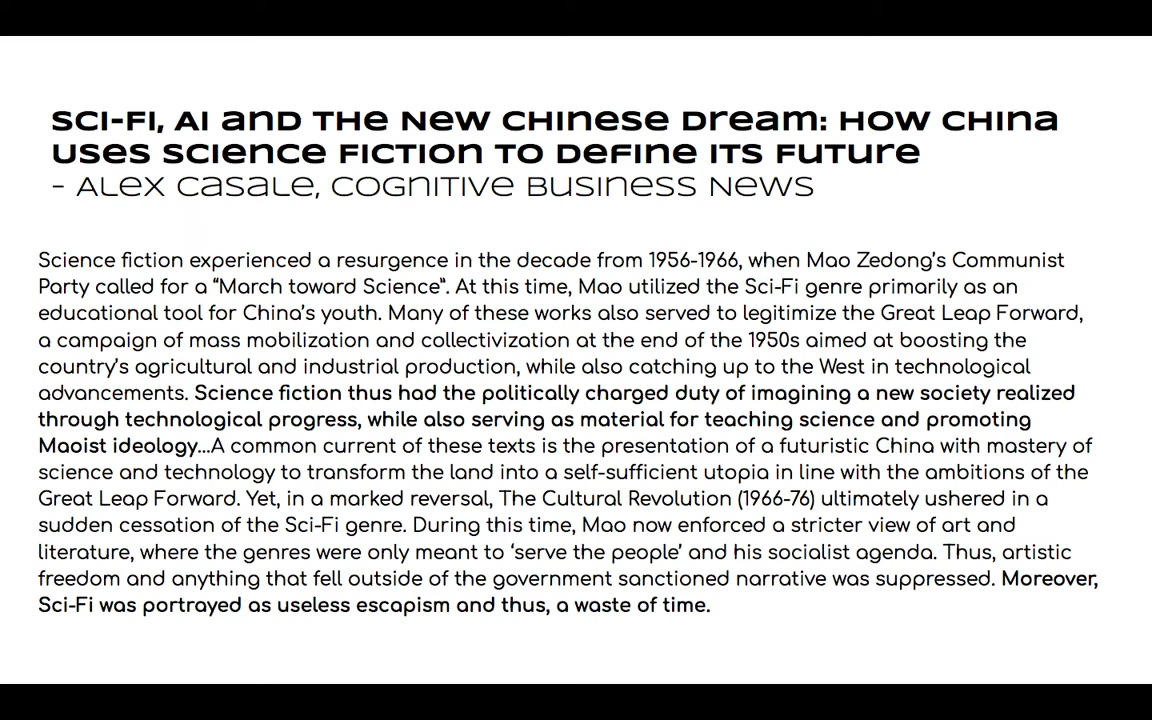 SCI-FI, AI and THE NEW CHINESE DREAM: HOW CHINA
USES SCIENCE FICTION TO DEFINE ITS FUTURE
- ALEX CASALE, COGNITIVE BUSINESS NEWS
Science fiction experienced a resurgence in the decade from 1956-1966, when Mao Zedong's Communist
Party called for a “March toward Science”. At this time, Mao utilized the Sci-Fi genre primarily as an
educational tool for China's youth. Many of these works also served to legitimize the Great Leap Forward,
a campaign of mass mobilization and collectivization at the end of the 1950s aimed at boosting the
country's agricultural and industrial production, while also catching up to the West in technological
advancements. Science fiction thus had the politically charged duty of imagining a new society realized
through technological progress, while also serving as material for teaching science and promoting
Maoist ideology...A common current of these texts is the presentation of a futuristic China with mastery of
science and technology to transform the land into a self-sufficient utopia in line with the ambitions of the
Great Leap Forward. Yet, in a marked reversal, The Cultural Revolution (1966-76) ultimately ushered in a
sudden cessation of the Sci-Fi genre. During this time, Mao now enforced a stricter view of art and
literature, where the genres were only meant to ‘serve the people’ and his socialist agenda. Thus, artistic
freedom and anything that fell outside of the government sanctioned narrative was suppressed. Moreover,
Sci-Fi was portrayed as useless escapism and thus, a waste of time.